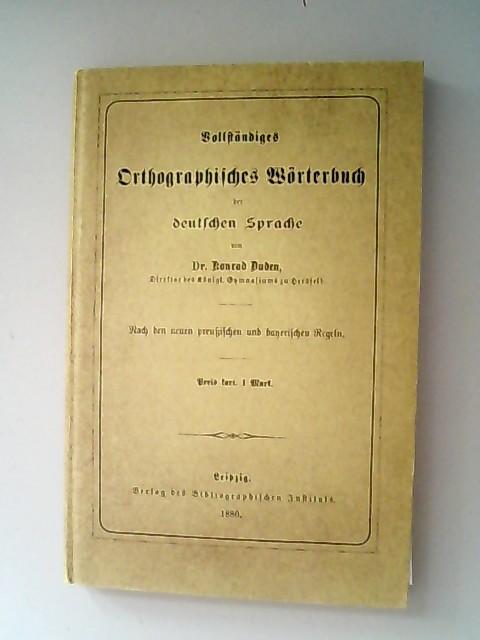 Vollständiges
Orthographisches Wörterbuch
der
deutschen Sprache
von
Dr. Konrad Duden,
Direktor des Königl. Gymnasiums zu Hersfeld.
Nach den neuen preußischen und bayerischen Regeln.
Preis kart. 1 Mark.
Leipzig.
Verlag des Bibliographischen Instituts.
1880.